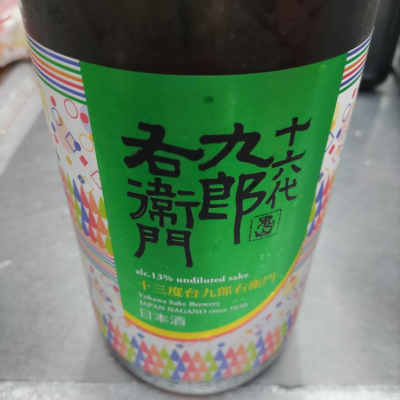 十六代
九郎
右衛門
alc.13% undiluted sake
十三度台九郎右衛門
Yukawa Sake Brewery
JAPAN NAGANO since 1650
日本酒